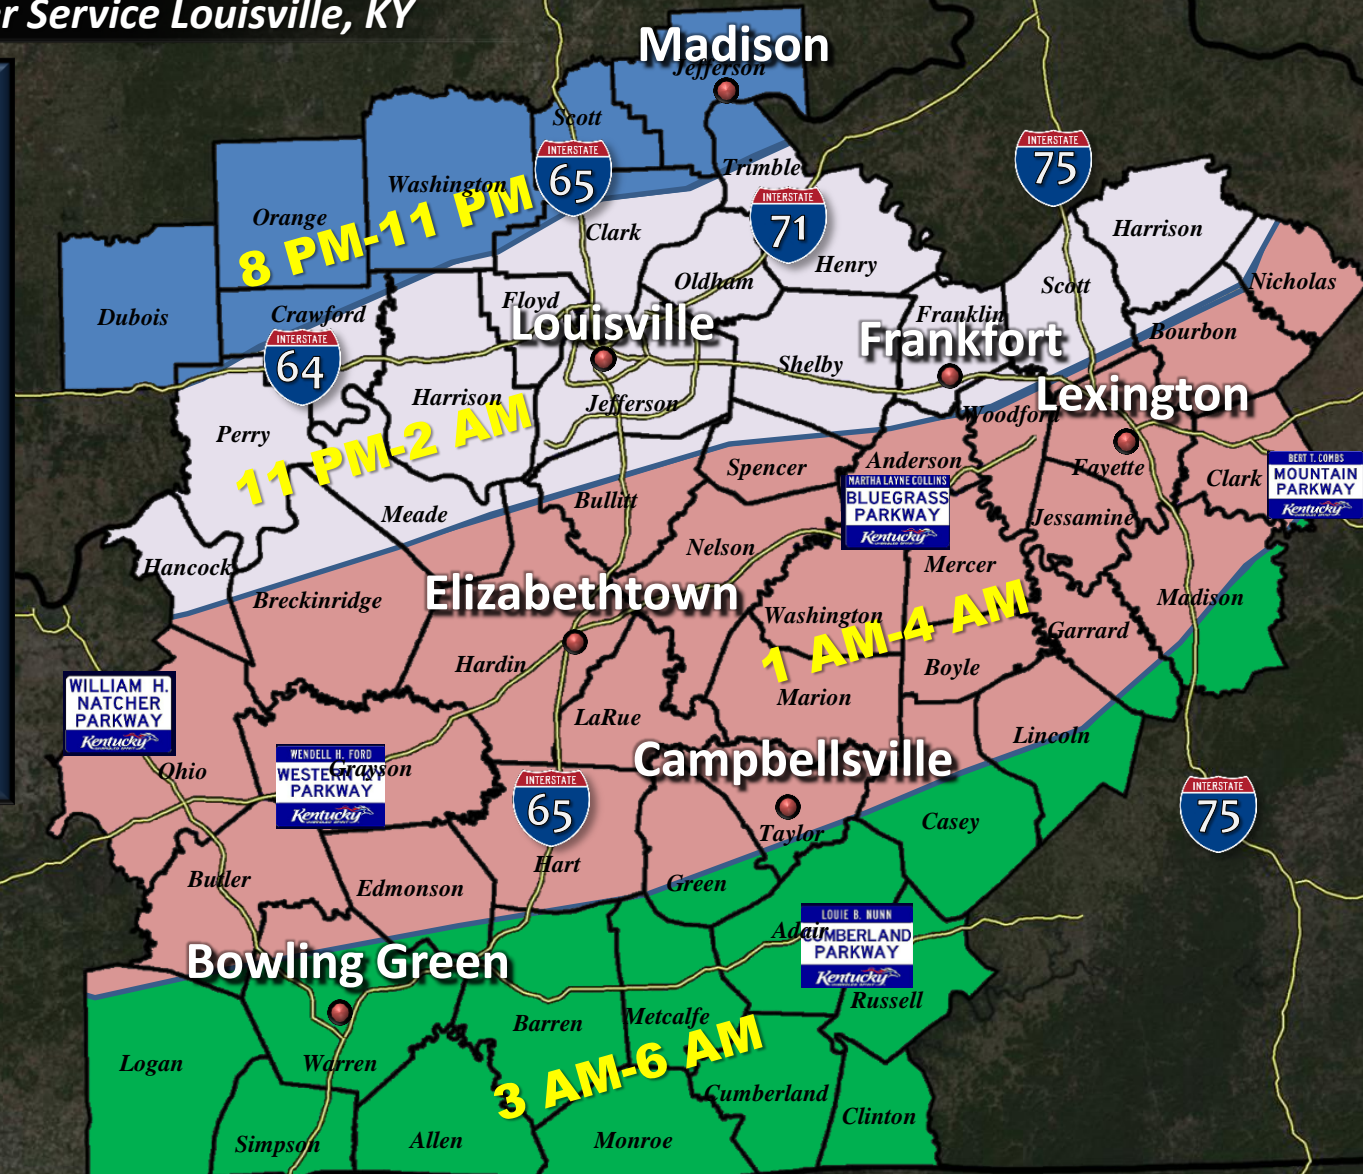 r Service Louisville, KY
Madison
Jefferson
Scott
INTERSTATE
65
Trimble
INTERSTATE
75
Washington
INTERSTATE
71
Orange
8 PM-11 PM
Clark
Harrison
Henry
Oldham
Nicholas
Scott
Floyd
Dubois
Crawford
Franklin
Louisville
Frankfort
Bourbon
INTERSTATE
64
Shelby
Lexington
Harrison
Jefferson
Woodford
11 PM-2 AM
Perry
Spencer
Anderson
Fayette
Clark
BERT T. COMBS
MOUNTAIN
PARKWAY
Kentucky
MARTHA LAYNE COLLINS
BLUEGRASS
PARKWAY
Kentucky
Bullitt
Meade
Jessamine
Nelson
Hancock
Mercer
Elizabethtown
Breckinridge
Madison
Washington
1 AM-4 AM
Garrard
Hardin
Boyle
WILLIAM H.
NATCHER
PARKWAY
Kentucky
Marion
LaRue
Lincoln
Campbellsville
WENDELL H. FORD
WESTERN KY
PARKWAY
Kentucky
Grayson
Ohio
INTERSTATE
65
INTERSTATE
75
Taylor
Casey
Hart
Butler
Edmonson
Green
LOUIE B. NUNN
CUMBERLAND
PARKWAY
Kentucky
Adair
Bowling Green
Russell
Barren
Metcalfe
Logan
Warren
3 AM-6 AM
Cumberland
Clinton
Simpson
Allen
Monroe